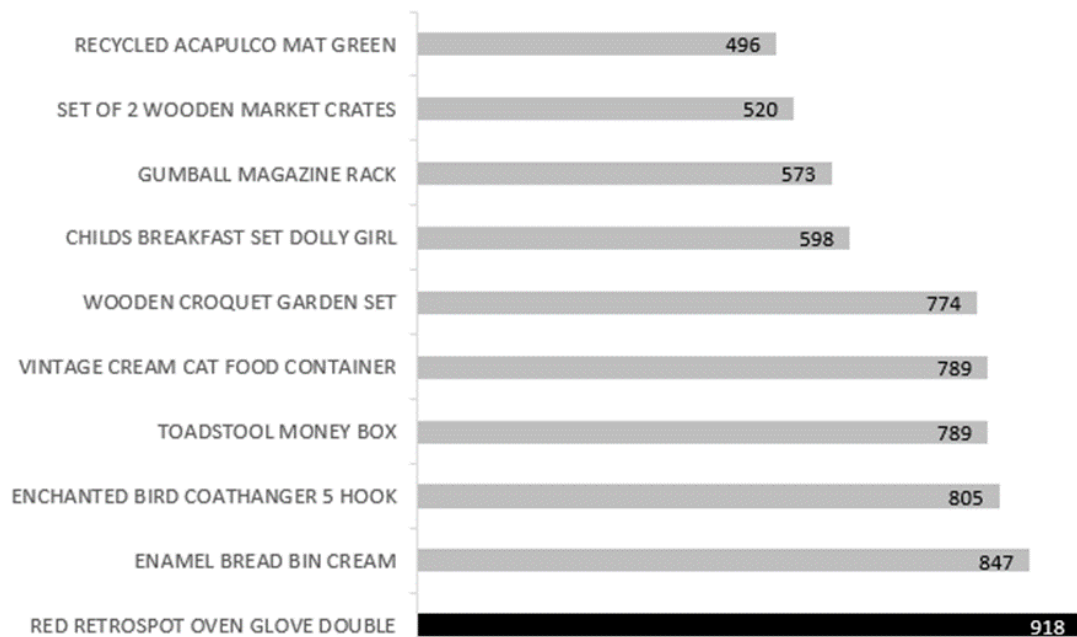 RECYCLED ACAPULCO MAT GREEN 496
SET OF 2 WOODEN MARKET CRATES 520
GUMBALL MAGAZINE RACK 573
CHILDS BREAKFAST SET DOLLY GIRL 598
WOODEN CROQUET GARDEN SET 774
VINTAGE CREAM CAT FOOD CONTAINER 789
TOADSTOOL MONEY BOX 789
ENCHANTED BIRD COATHANGER 5 HOOK 805
ENAMEL BREAD BIN CREAM 847
RED RETROSPOT OVEN GLOVE DOUBLE 918